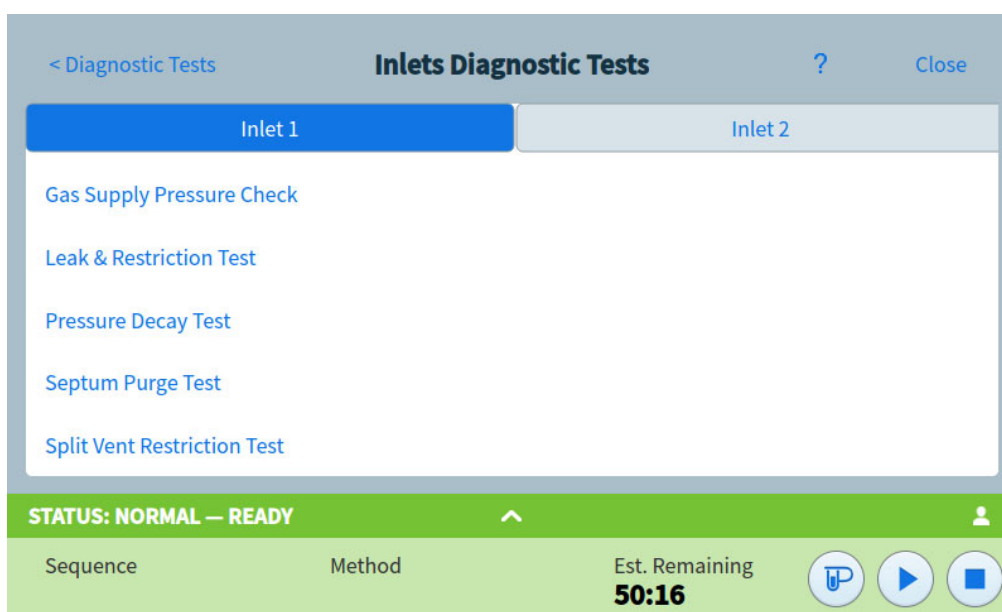 < Diagnostic Tests Inlets Diagnostic Tests ? Close
Inlet 1 Inlet 2
Gas Supply Pressure Check
Leak & Restriction Test
Pressure Decay Test
Septum Purge Test
Split Vent Restriction Test
STATUS: NORMAL — READY
Sequence Method Est. Remaining
50:16